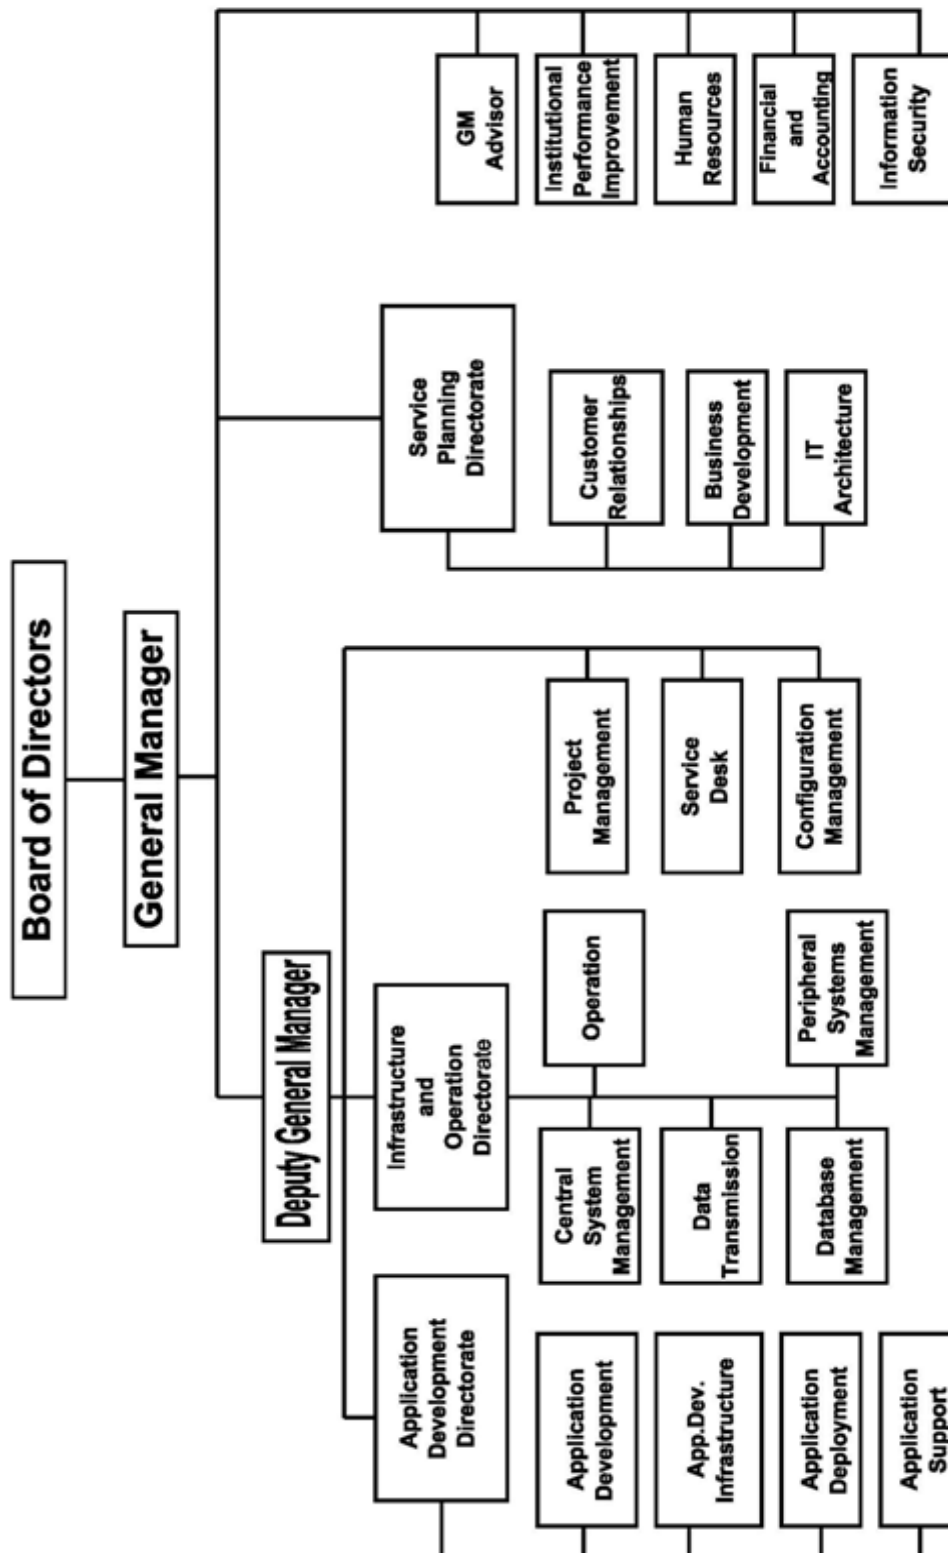 Board of Directors
General Manager
Deputy General Manager
Application
Development
Directorate
Infrastructure
and
Operation
Directorate
Service
Planning
Directorate
Application
Development
App.Dev.
Infrastructure
Application
Deployment
Application
Support
Central
System
Management
Data
Transmission
Database
Management
Operation
Peripheral
Systems
Management
Project
Management
Service
Desk
Configuration
Management
Customer
Relationships
Business
Development
IT
Architecture
GM
Advisor
Institutional
Performance
Improvement
Human
Resources
Financial
and
Accounting
Information
Security